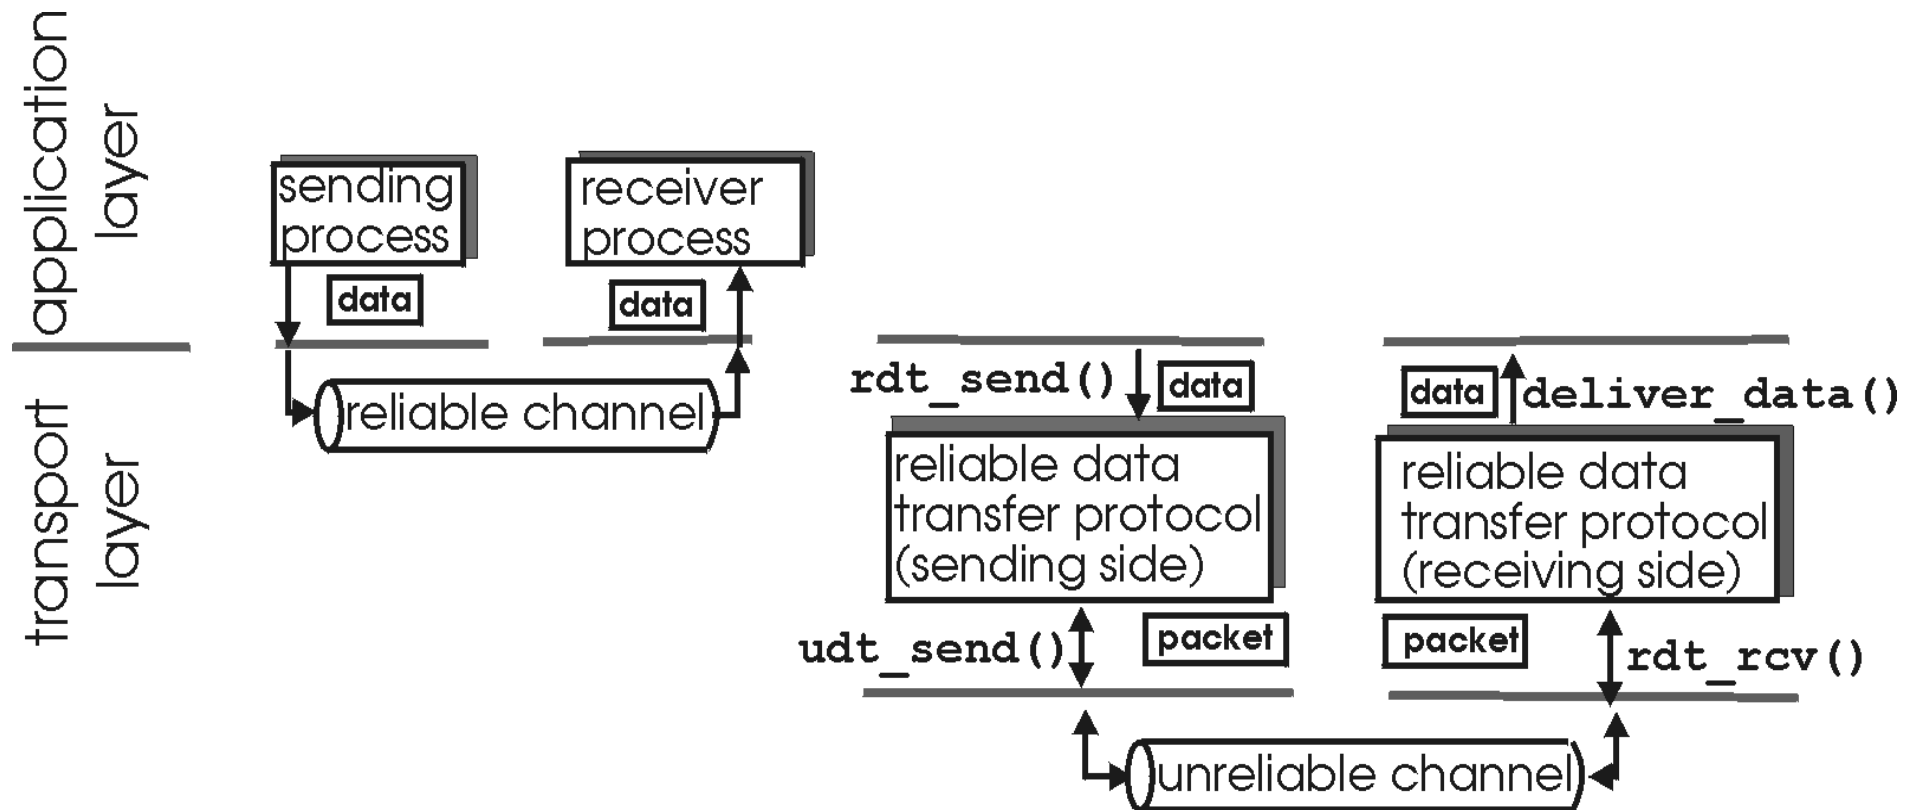 application
layer
transport
layer
sending
process
receiver
process
data
data
reliable channel
rdt_send()
data
data
deliver_data()
reliable data
transfer protocol
(sending side)
reliable data
transfer protocol
(receiving side)
udt_send()
packet
packet
rdt_rcv()
unreliable channel